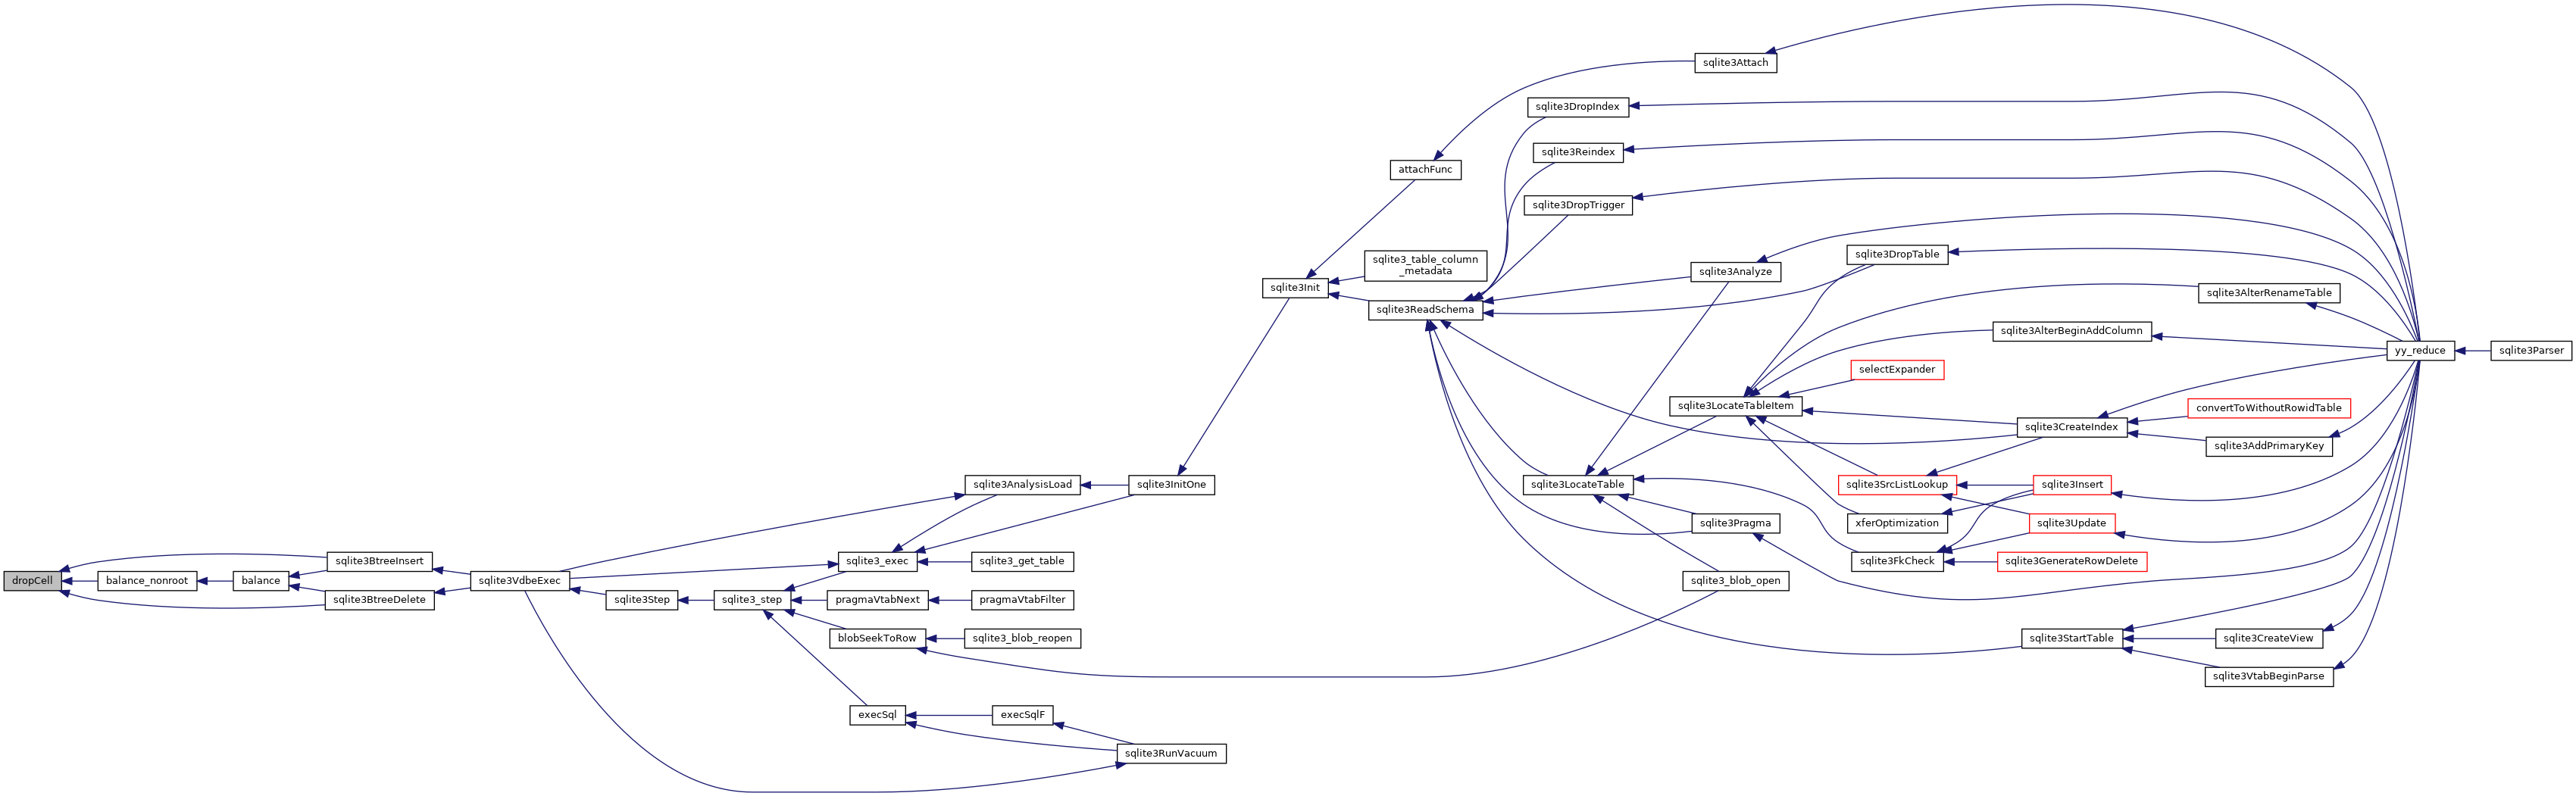 dropCell
balance_nonroot
balance
sqlite3BtreeInsert
sqlite3BtreeDelete
sqlite3VdbeExec
sqlite3Step
sqlite3_step
sqlite3AnalysisLoad
sqlite3_exec
sqlite3_get_table
pragmaVtabNext
pragmaVtabFilter
blobSeekToRow
sqlite3_blob_reopen
execSql
execSqlF
sqlite3RunVacuum
sqlite3InitOne
sqlite3Init
attachFunc
sqlite3_table_column
_metadata
sqlite3ReadSchema
sqlite3Attach
sqlite3DropIndex
sqlite3Reindex
sqlite3DropTrigger
sqlite3Analyze
sqlite3DropTable
sqlite3LocateTableItem
sqlite3LocateTable
sqlite3Pragma
sqlite3_blob_open
sqlite3AlterRenameTable
sqlite3AlterBeginAddColumn
selectExpander
sqlite3CreateIndex
convertToWithoutRowidTable
sqlite3AddPrimaryKey
sqlite3SrcListLookup
sqlite3Insert
xferOptimization
sqlite3Update
sqlite3FkCheck
sqlite3GenerateRowDelete
sqlite3StartTable
sqlite3CreateView
sqlite3VtabBeginParse
yy_reduce
sqlite3Parser